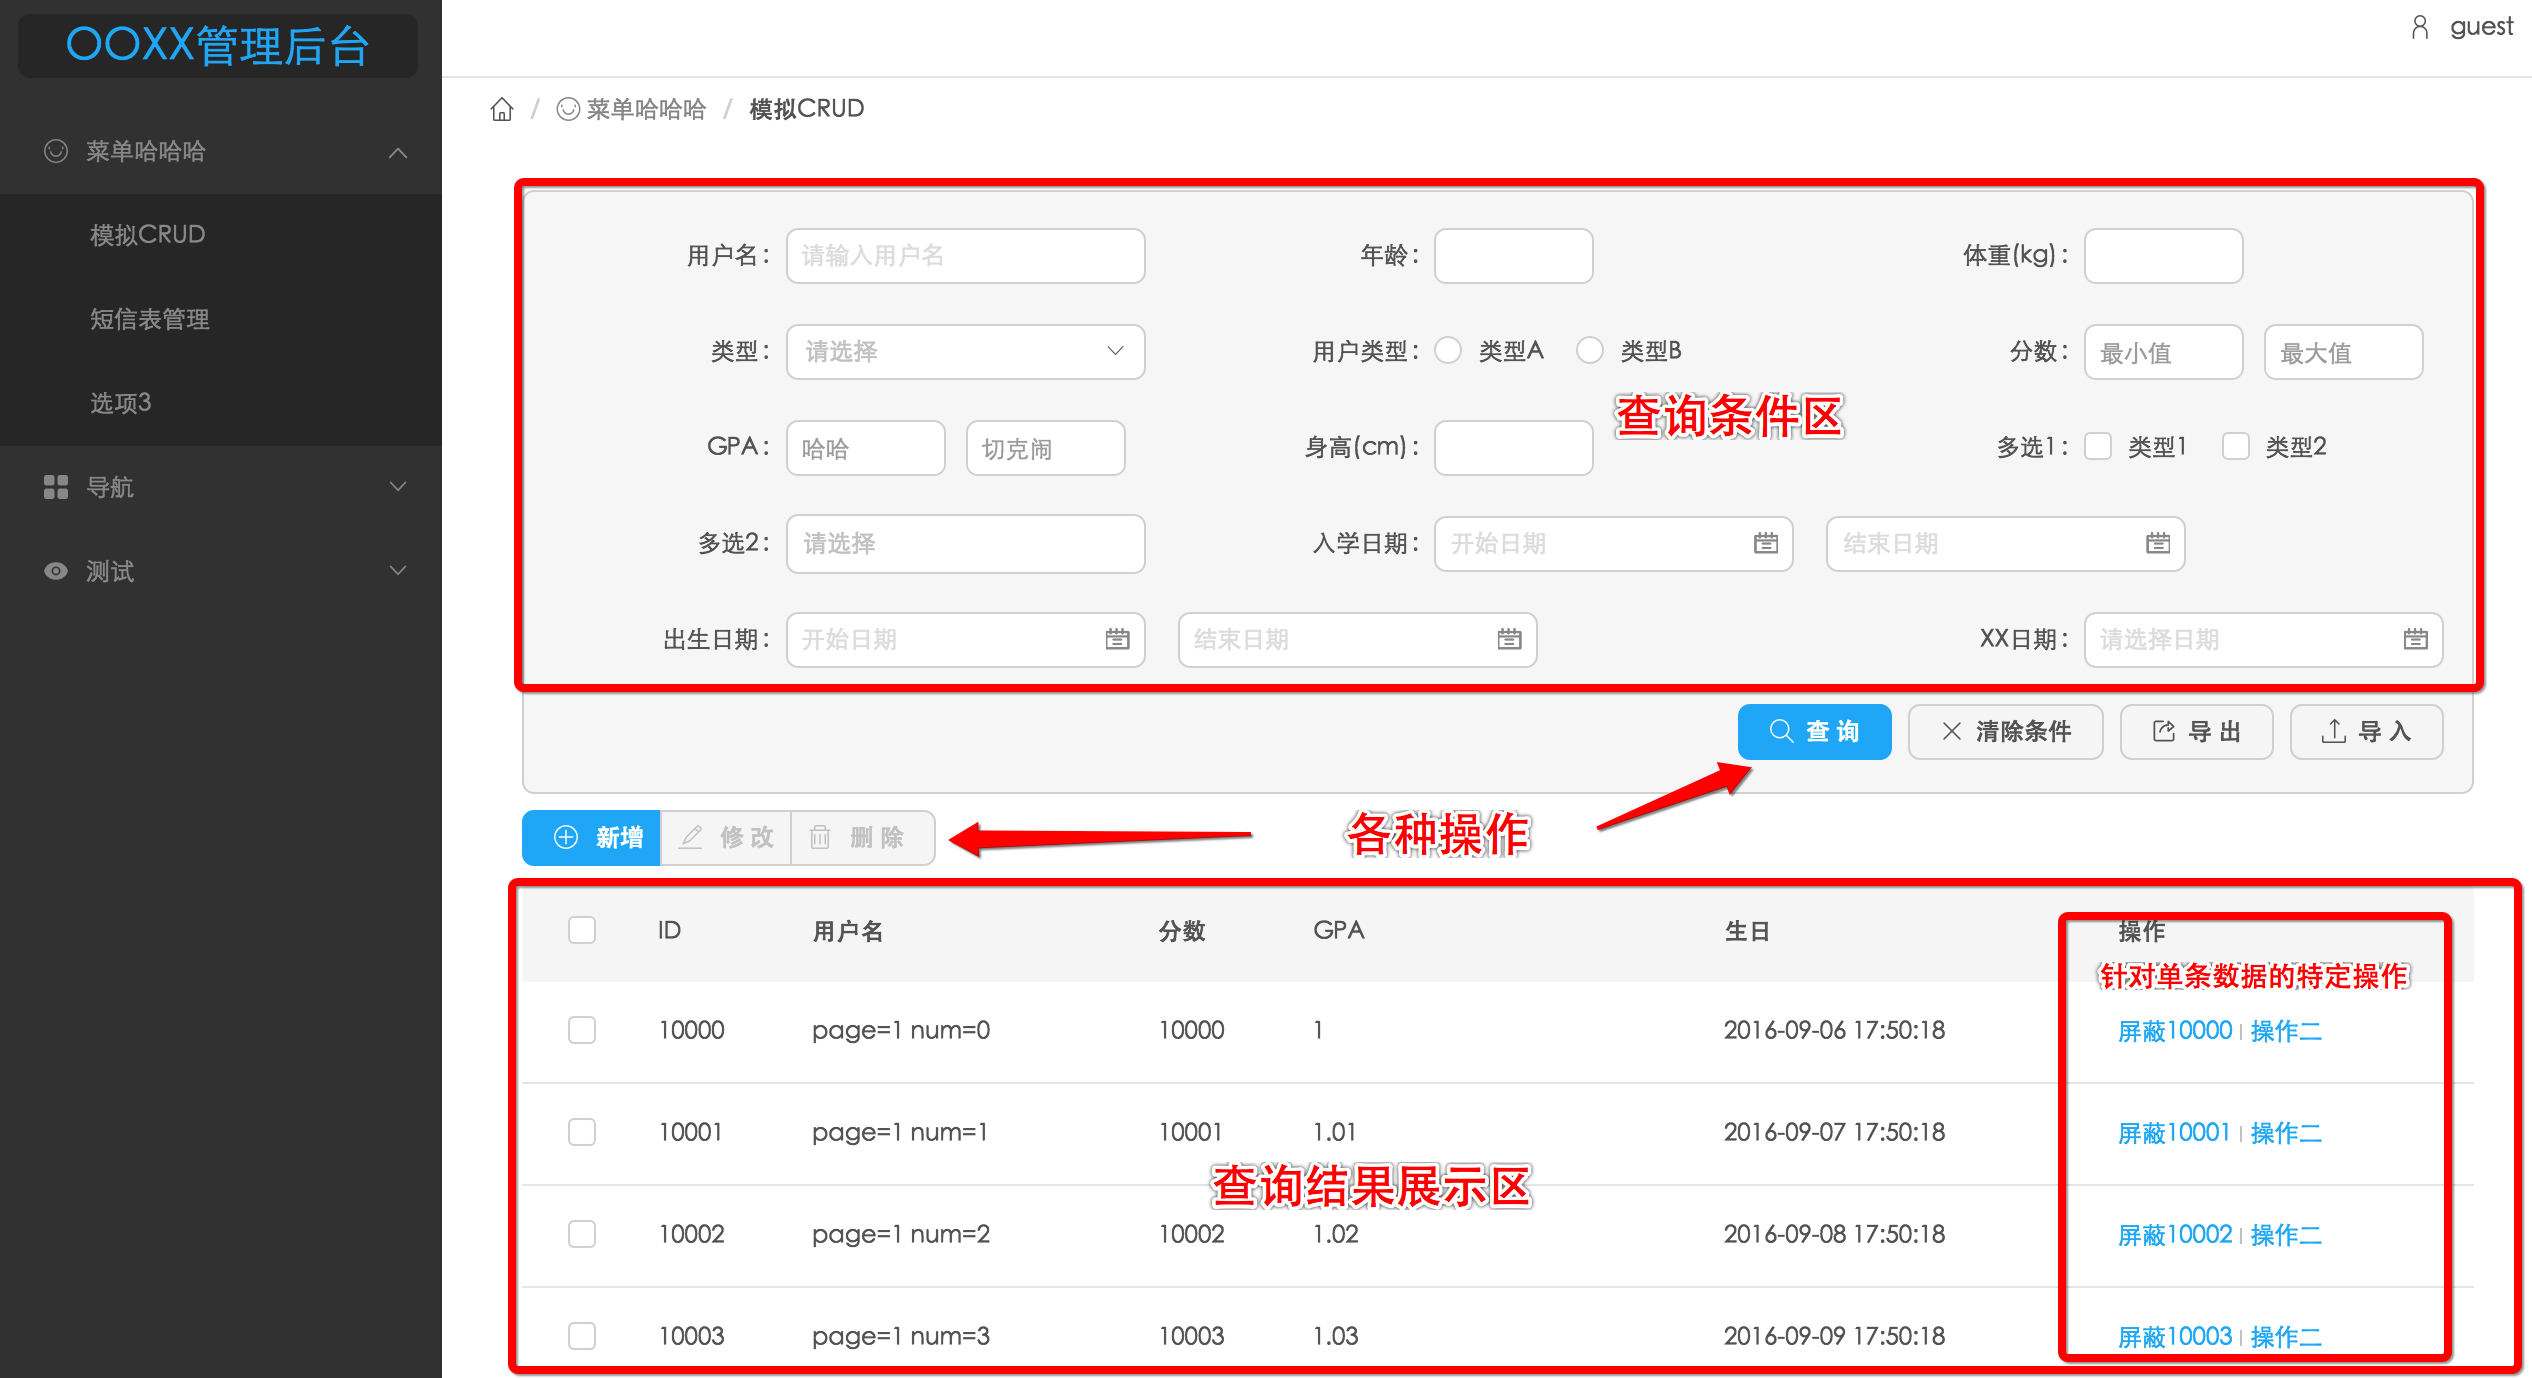 OOXX管理后台
guest
菜单哈哈哈
模拟CRUD
短信表管理
选项3
导航
测试
/ 菜单哈哈哈 / 模拟CRUD
用户名: 请输入用户名 年龄: 体重(kg):
类型: 请选择 用户类型: 类型A 类型B 分数: 最小值 最大值
查询条件区
GPA: 哈哈 切克闹 身高(cm): 多选1: 类型1 类型2
多选2: 请选择 入学日期: 开始日期 结束日期
出生日期: 开始日期 结束日期 XX日期: 请选择日期
查 询 清除条件 导 出 导 入
新增 修 改 删 除 各种操作
ID 用户名 分数 GPA 生日 操作
针对单条数据的特定操作
10000 page=1 num=0 10000 1 2016-09-06 17:50:18 屏蔽10000 | 操作二
10001 page=1 num=1 10001 1.01 2016-09-07 17:50:18 屏蔽10001 | 操作二
查询结果展示区
10002 page=1 num=2 10002 1.02 2016-09-08 17:50:18 屏蔽10002 | 操作二
10003 page=1 num=3 10003 1.03 2016-09-09 17:50:18 屏蔽10003 | 操作二